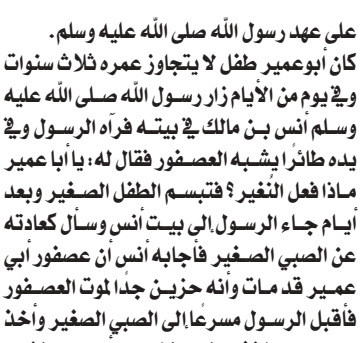 على عهد رسول الله صلى الله عليه وسلم.
كان أبوعمير طفل لا يتجاوز عمره ثلاث سنوات
وفي يوم من الأيام زار رسول الله صلى الله عليه
وسلم أنس بن مالك في بيته فرآه الرسول وفي
يده طائرًا يشبه العصفور فقال له: يا أبا عمير
ماذا فعل النُغير؟ فتبسم الطفل الصغير وبعد
أيام جاء الرسول إلى بيت أنس وسأل كعادته
عن الصبي الصغير فأجابه أنس أن عصفور أبي
عمير قد مات وأنه حزين جدًا لموت العصفور
فأقبل الرسول مسرعًا إلى الصبي الصغير وأخذ